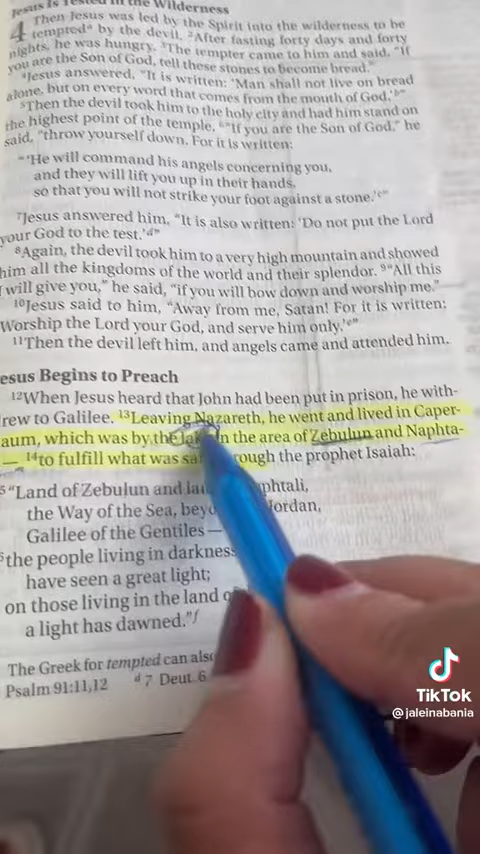 Jesus Is Tested in the Wilderness
4 Then Jesus was led by the Spirit into the wilderness to be
tempted a by the devil. 2After fasting forty days and forty
nights, he was hungry. 3The tempter came to him and said, "If
you are the Son of God, tell these stones to become bread."
4Jesus answered, "It is written: 'Man shall not live on bread
alone, but on every word that comes from the mouth of God.' b"
5Then the devil took him to the holy city and had him stand on
the highest point of the temple. 6"If you are the Son of God," he
said, "throw yourself down. For it is written:
"'He will command his angels concerning you,
and they will lift you up in their hands,
so that you will not strike your foot against a stone.' c"
7Jesus answered him, "It is also written: 'Do not put the Lord
your God to the test.' d"
8Again, the devil took him to a very high mountain and showed
him all the kingdoms of the world and their splendor. 9"All this
I will give you," he said, "if you will bow down and worship me."
10Jesus said to him, "Away from me, Satan! For it is written:
Worship the Lord your God, and serve him only.' e"
11Then the devil left him, and angels came and attended him.
esus Begins to Preach
12When Jesus heard that John had been put in prison, he with-
rew to Galilee. 13Leaving Nazareth, he went and lived in Caper-
aum, which was by the lake in the area of Zebulun and Naphta-
— 14to fulfill what was sa rough the prophet Isaiah:
5 "Land of Zebulun and la phtali,
the Way of the Sea, beyo Jordan,
Galilee of the Gentiles —
6the people living in darkness
have seen a great light;
on those living in the land o
a light has dawned." f
The Greek for tempted can also
Psalm 91:11,12 d 7 Deut. 6
TikTok
@jaleinabania